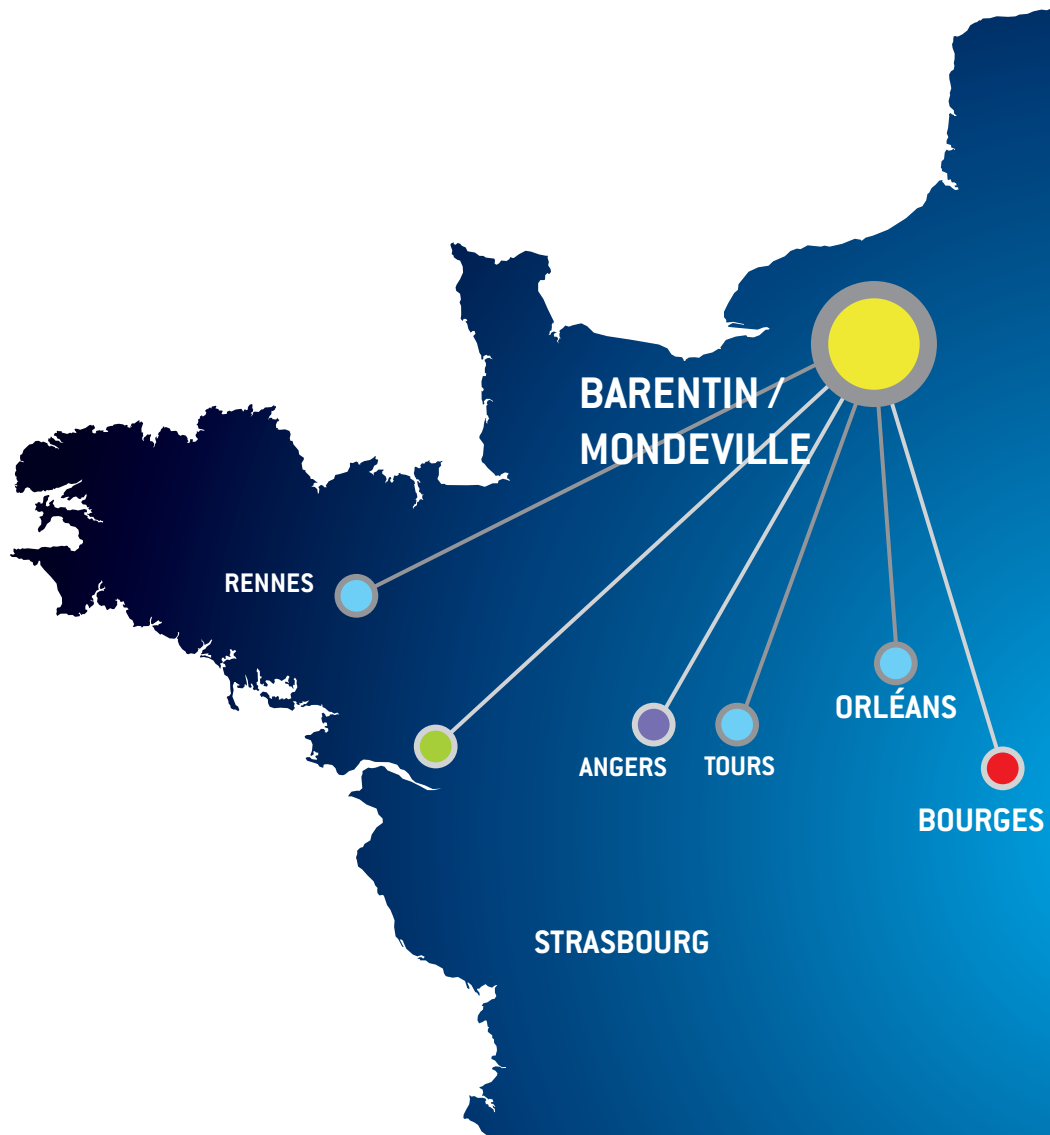 BARENTIN /
MONDEVILLE
RENNES
ORLÉANS
ANGERS
TOURS
BOURGES
STRASBOURG